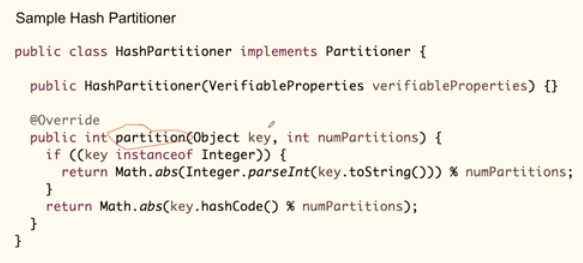 Sample Hash Partitioner
public class HashPartitioner implements Partitioner {
public HashPartitioner(VerifiableProperties verifiableProperties) {}
@Override
public int partition(Object key, int numPartitions) {
if ((key instanceof Integer)) {
return Math.abs(Integer.parseInt(key.toString())) % numPartitions;
}
return Math.abs(key.hashCode() % numPartitions);
}
}